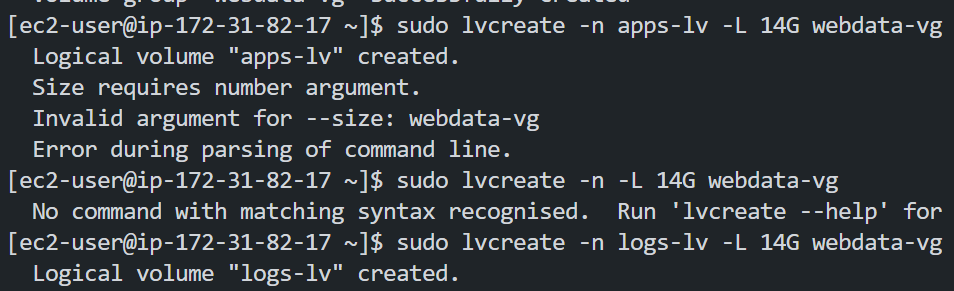 [ec2-user@ip-172-31-82-17 ~]$ sudo lvcreate -n apps-lv -L 14G webdata-vg
Logical volume "apps-lv" created.
Size requires number argument.
Invalid argument for --size: webdata-vg
Error during parsing of command line.
[ec2-user@ip-172-31-82-17 ~]$ sudo lvcreate -n -L 14G webdata-vg
No command with matching syntax recognised.  Run 'lvcreate --help' for
[ec2-user@ip-172-31-82-17 ~]$ sudo lvcreate -n logs-lv -L 14G webdata-vg
Logical volume "logs-lv" created.